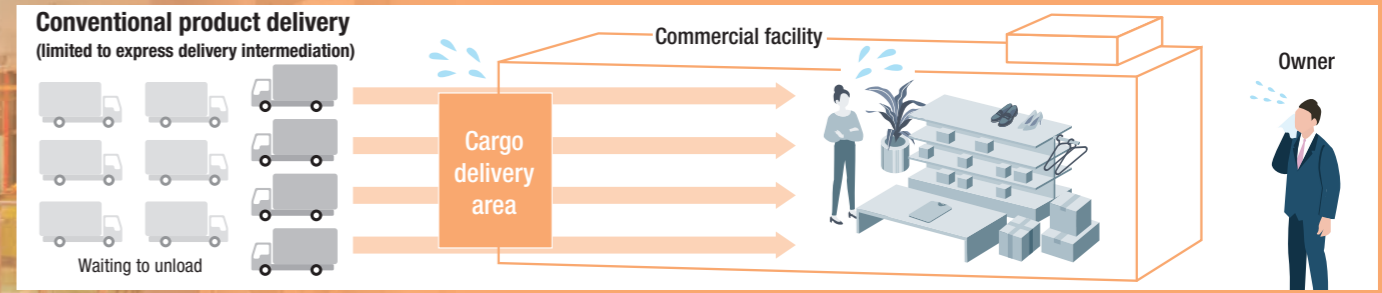 Conventional product delivery
(limited to express delivery intermediation)
Commercial facility
Owner
Cargo
delivery
area
Waiting to unload